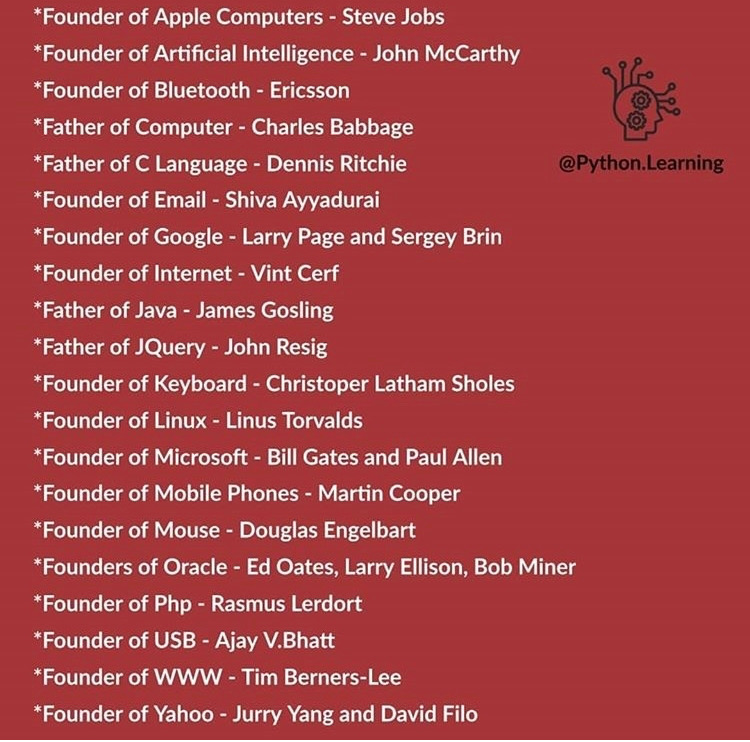 *Founder of Apple Computers - Steve Jobs
*Founder of Artificial Intelligence - John McCarthy
*Founder of Bluetooth - Ericsson
*Father of Computer - Charles Babbage
@Python.Learning
*Father of C Language - Dennis Ritchie
*Founder of Email - Shiva Ayyadurai
*Founder of Google - Larry Page and Sergey Brin
*Founder of Internet - Vint Cerf
*Father of Java - James Gosling
*Father of JQuery - John Resig
*Founder of Keyboard - Christoper Latham Sholes
*Founder of Linux - Linus Torvalds
*Founder of Microsoft - Bill Gates and Paul Allen
*Founder of Mobile Phones - Martin Cooper
*Founder of Mouse - Douglas Engelbart
*Founders of Oracle - Ed Oates, Larry Ellison, Bob Miner
*Founder of Php - Rasmus Lerdort
*Founder of USB - Ajay V.Bhatt
*Founder of WWW - Tim Berners-Lee
*Founder of Yahoo - Jurry Yang and David Filo